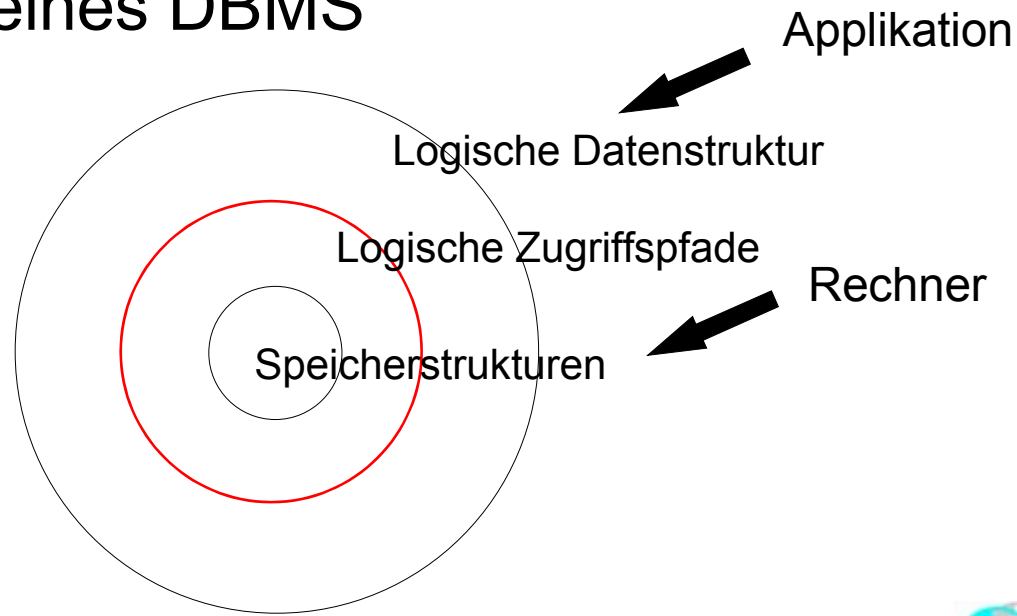 eines DBMS
Applikation
Logische Datenstruktur
Logische Zugriffspfade
Rechner
Speicherstrukturen